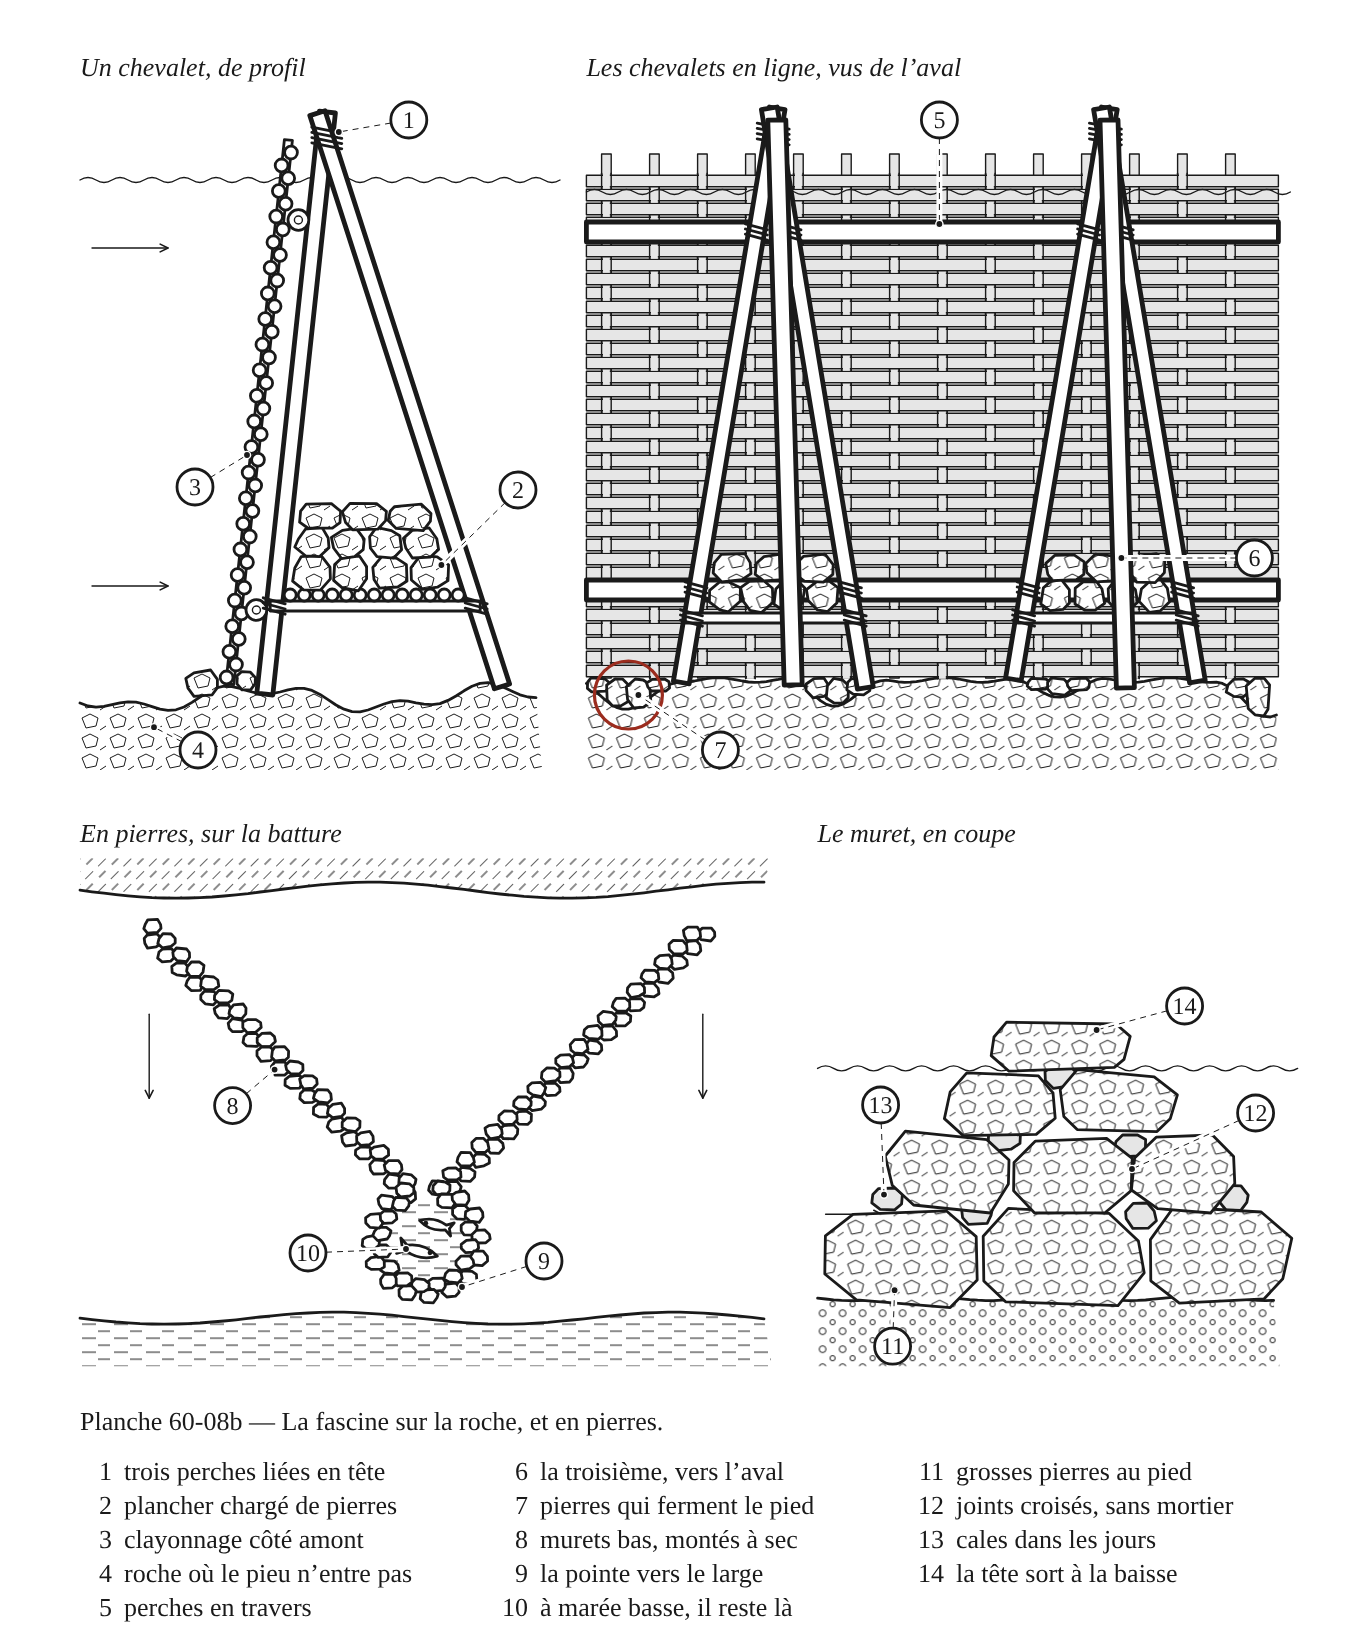 Un chevalet, de profil
Les chevalets en ligne, vus de l’aval
1
5
3
2
6
4
7
En pierres, sur la batture
Le muret, en coupe
14
8
13
12
10
9
11
Planche 60-08b — La fascine sur la roche, et en pierres.
1 trois perches liées en tête
2 plancher chargé de pierres
3 clayonnage côté amont
4 roche où le pieu n’entre pas
5 perches en travers
6 la troisième, vers l’aval
7 pierres qui ferment le pied
8 murets bas, montés à sec
9 la pointe vers le large
10 à marée basse, il reste là
11 grosses pierres au pied
12 joints croisés, sans mortier
13 cales dans les jours
14 la tête sort à la baisse